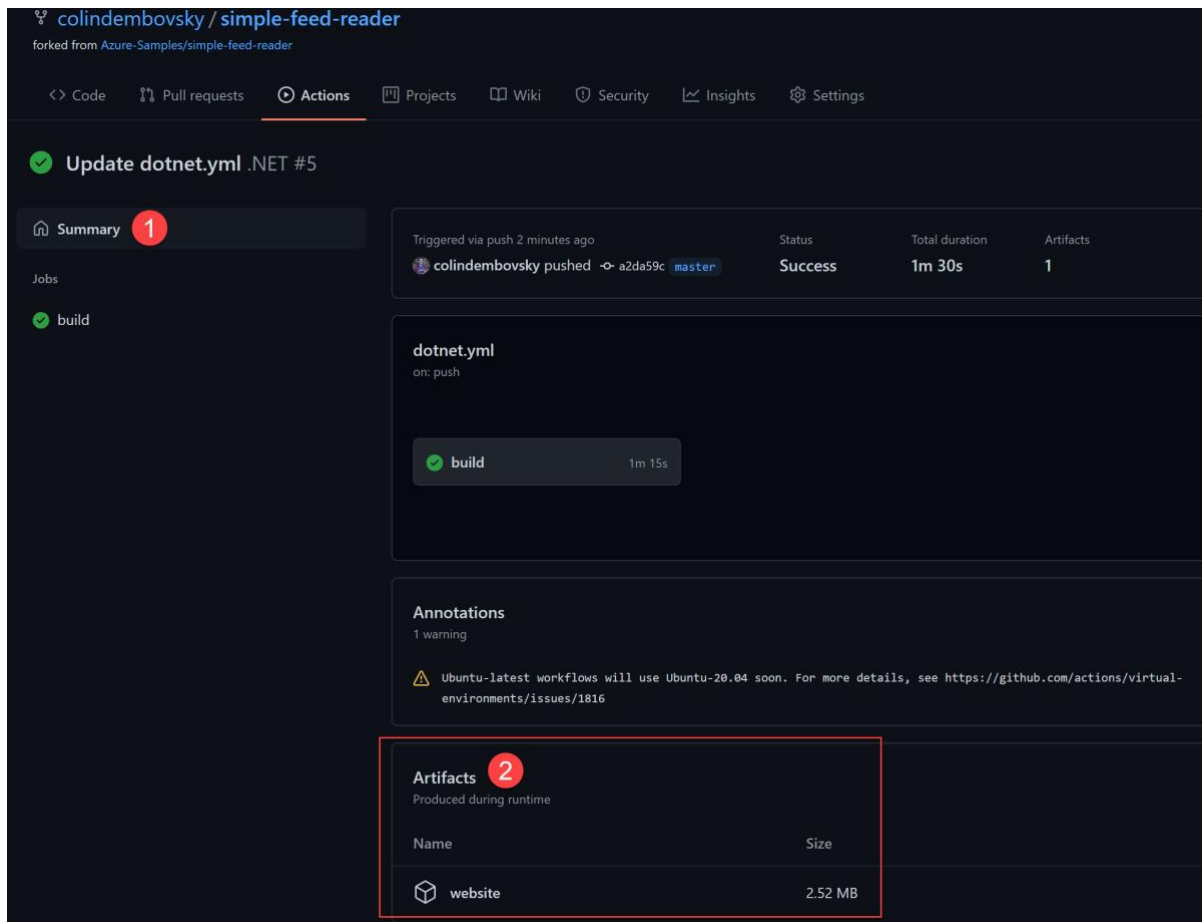 colindembovsky / simple-feed-reader
forked from Azure-Samples/simple-feed-reader
<> Code Pull requests Actions Projects Wiki Security Insights Settings
Update dotnet.yml .NET #5
Summary 1
Jobs
build
Triggered via push 2 minutes ago Status Total duration Artifacts
colindembovsky pushed a2da59c master Success 1m 30s 1
dotnet.yml
on: push
build 1m 15s
Annotations
1 warning
Ubuntu-latest workflows will use Ubuntu-20.04 soon. For more details, see https://github.com/actions/virtual-
environments/issues/1816
Artifacts 2
Produced during runtime
Name Size
website 2.52 MB